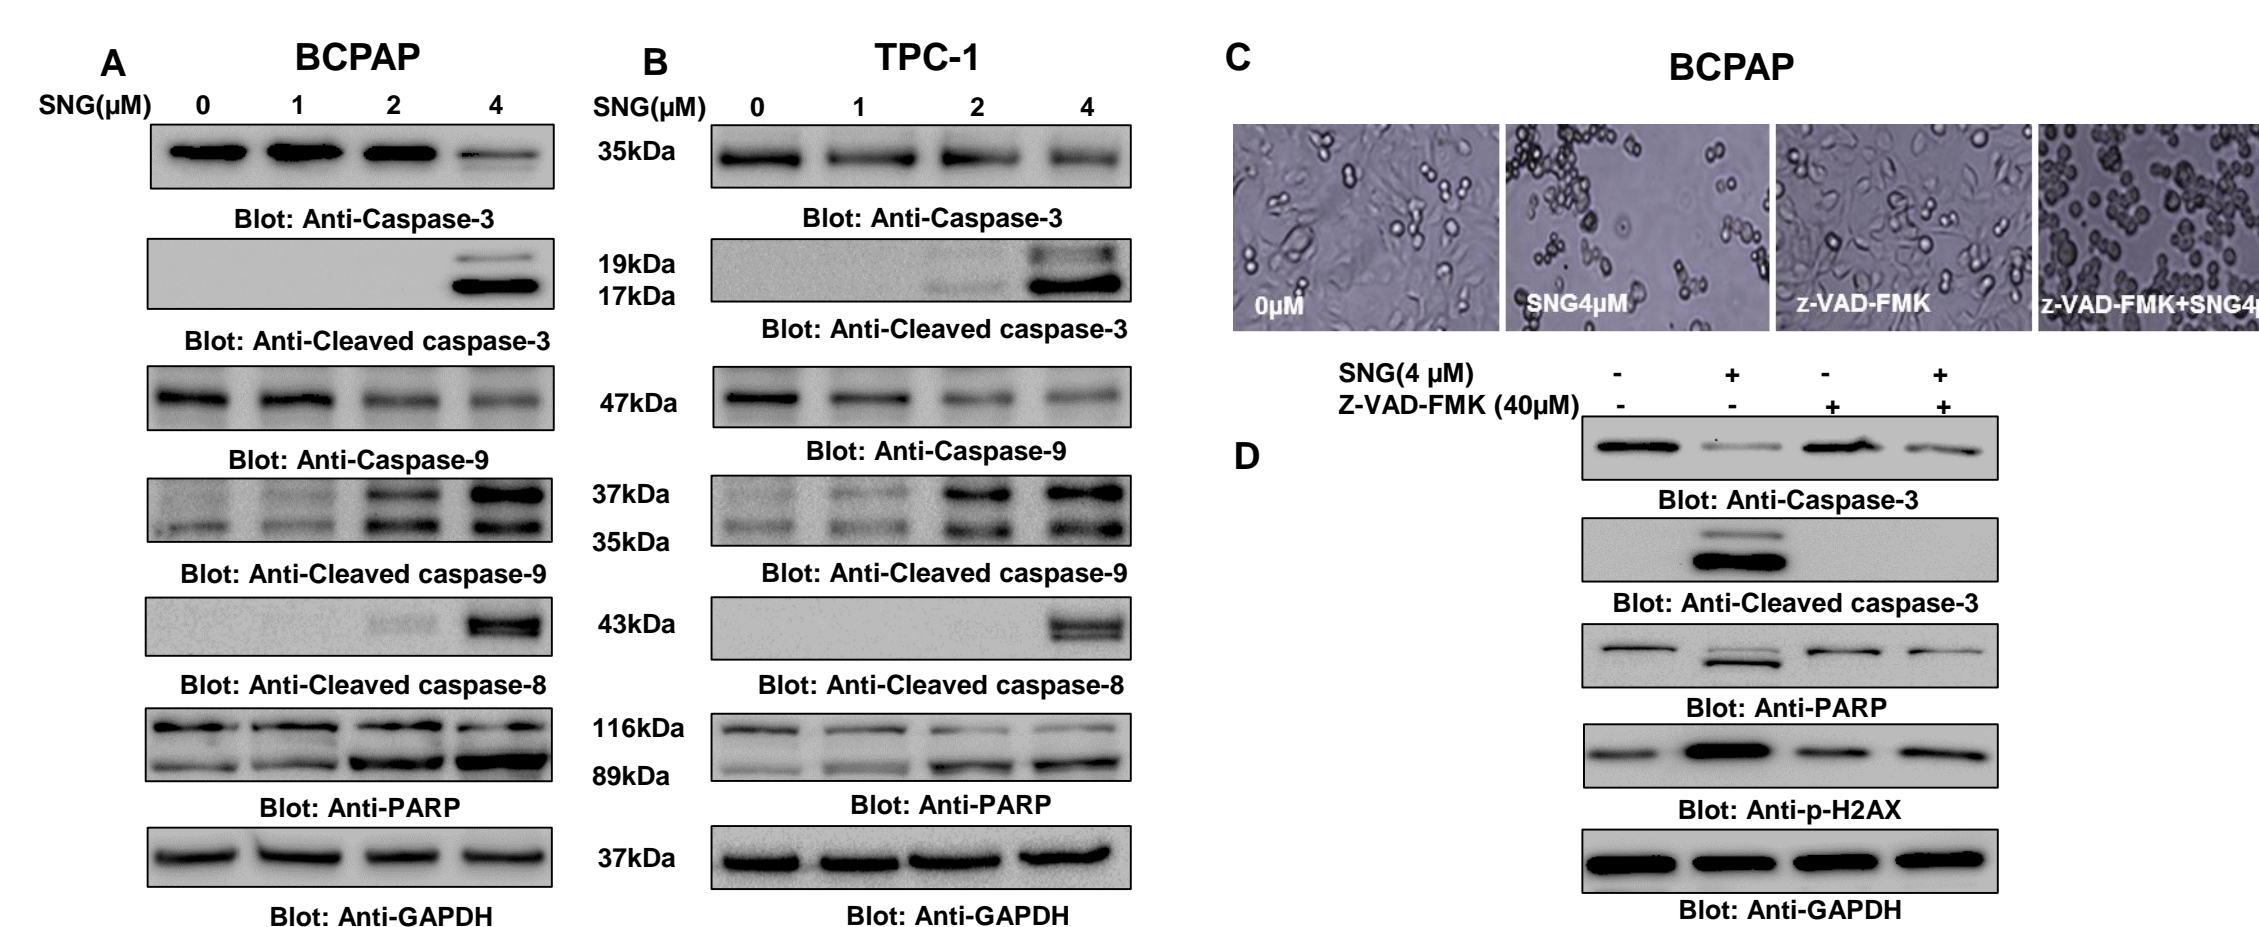 A BCPAP
SNG(µM) 0 1 2 4
Blot: Anti-Caspase-3
Blot: Anti-Cleaved caspase-3
Blot: Anti-Caspase-9
Blot: Anti-Cleaved caspase-9
Blot: Anti-Cleaved caspase-8
Blot: Anti-PARP
Blot: Anti-GAPDH
B TPC-1
SNG(µM) 0 1 2 4
35kDa
Blot: Anti-Caspase-3
19kDa
17kDa
Blot: Anti-Cleaved caspase-3
47kDa
Blot: Anti-Caspase-9
37kDa
35kDa
Blot: Anti-Cleaved caspase-9
43kDa
Blot: Anti-Cleaved caspase-8
116kDa
89kDa
Blot: Anti-PARP
37kDa
Blot: Anti-GAPDH
C BCPAP
0µM SNG4µM z-VAD-FMK z-VAD-FMK+SNG4µ
SNG(4 µM) - + - +
Z-VAD-FMK (40µM) - - + +
D
Blot: Anti-Caspase-3
Blot: Anti-Cleaved caspase-3
Blot: Anti-PARP
Blot: Anti-p-H2AX
Blot: Anti-GAPDH